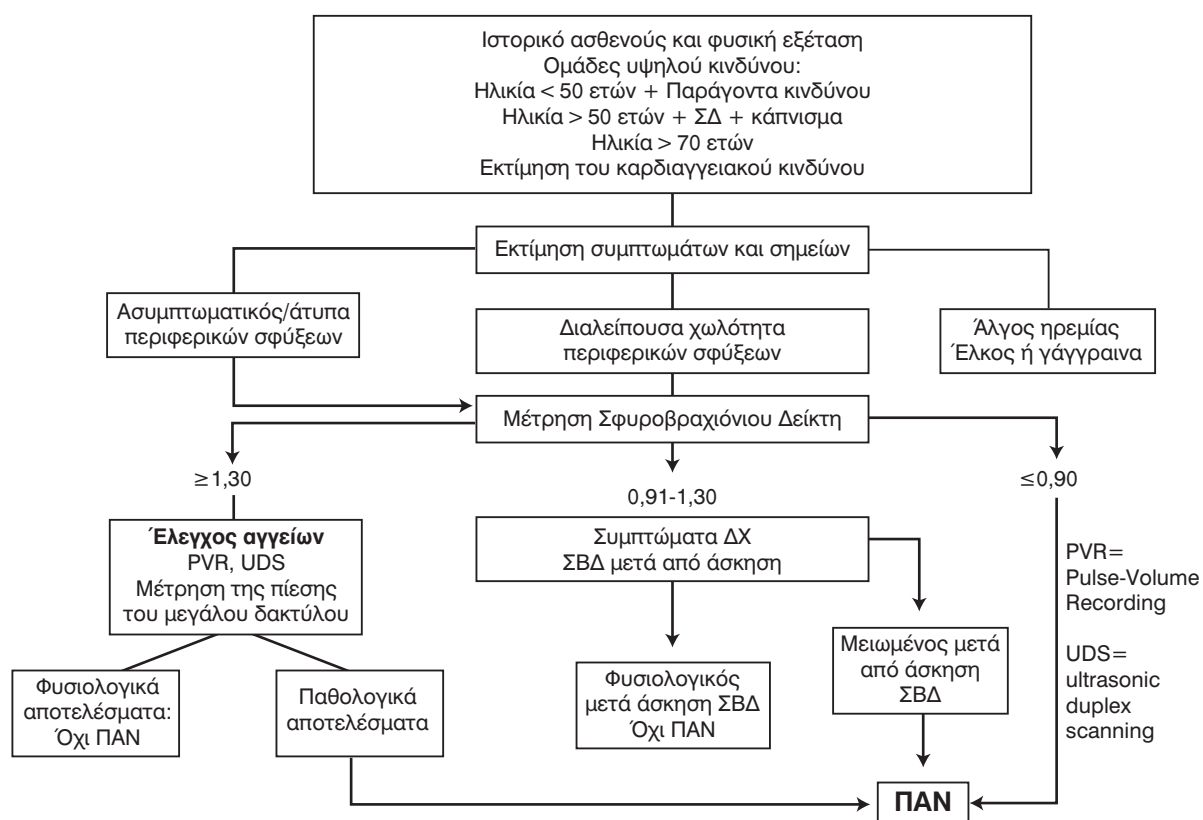 Ιστορικό ασθενούς και φυσική εξέταση
Ομάδες υψηλού κινδύνου:
Ηλικία < 50 ετών + Παράγοντα κινδύνου
Ηλικία > 50 ετών + ΣΔ + κάπνισμα
Ηλικία > 70 ετών
Εκτίμηση του καρδιαγγειακού κινδύνου
Εκτίμηση συμπτωμάτων και σημείων
Ασυμπτωματικός/άτυπα
περιφερικών σφύξεων
Διαλείπουσα χωλότητα
περιφερικών σφύξεων
Άλγος ηρεμίας
Έλκος ή γάγγραινα
Μέτρηση Σφυροβραχιόνιου Δείκτη
≥1,30
0,91-1,30
≤0,90
Έλεγχος αγγείων
PVR, UDS
Μέτρηση της πίεσης
του μεγάλου δακτύλου
Συμπτώματα ΔΧ
ΣΒΔ μετά από άσκηση
PVR=
Pulse-Volume
Recording
UDS=
ultrasonic
duplex
scanning
Φυσιολογικά
αποτελέσματα:
Όχι ΠΑΝ
Παθολογικά
αποτελέσματα
Φυσιολογικός
μετά άσκηση ΣΒΔ
Όχι ΠΑΝ
Μειωμένος μετά
από άσκηση
ΣΒΔ
ΠΑΝ